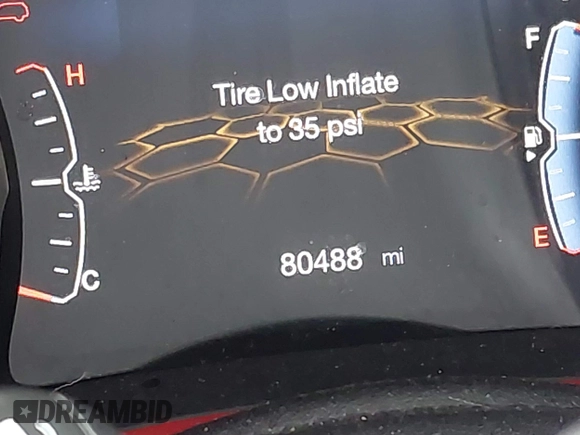 F
H
Tire Low Inflate
to 35 psi
E
80488 mi
C
DREAMBID